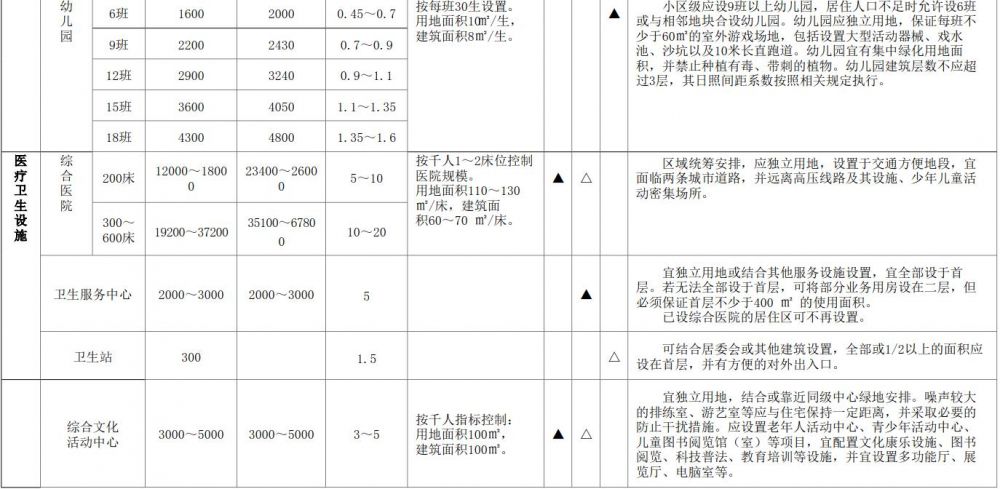 幼
儿
园
6班 1600 2000 0.45～0.7
9班 2200 2430 0.7～0.9
12班 2900 3240 0.9～1.1
15班 3600 4050 1.1～1.35
18班 4300 4800 1.35～1.6
按每班30生设置。
用地面积10㎡/生，
建筑面积8㎡/生。
▲
小区级应设9班以上幼儿园，居住人口不足时允许设6班
或与相邻地块合设幼儿园。幼儿园应独立用地，保证每班不
少于60㎡的室外游戏场地，包括设置大型活动器械、戏水
池、沙坑以及10米长直跑道。幼儿园宜有集中绿化用地面
积，并禁止种植有毒、带刺的植物。幼儿园建筑层数不应超
过3层，其日照间距系数按照相关规定执行。
医
疗
卫
生
设
施
综
合
医
院
200床 12000～1800
0 23400～2600
0 5～10
300～
600床 19200～37200 35100～6780
0 10～20
按千人1～2床位控制
医院规模。
用地面积110～130
㎡/床，建筑面
积60～70 ㎡/床。
▲ △
区域统筹安排，应独立用地，设置于交通方便地段，宜
面临两条城市道路，并远离高压线路及其设施、少年儿童活
动密集场所。
卫生服务中心 2000～3000 2000～3000 5 ▲
宜独立用地或结合其他服务设施设置，宜全部设于首
层。若无法全部设于首层，可将部分业务用房设在二层，但
必须保证首层不少于400 ㎡ 的使用面积。
已设综合医院的居住区可不再设置。
卫生站 300 1.5 △
可结合居委会或其他建筑设置，全部或1/2以上的面积应
设在首层，并有方便的对外出入口。
综合文化
活动中心 3000～5000 3000～5000 3～5
按千人指标控制：
用地面积100㎡，
建筑面积100㎡。
▲ △
宜独立用地，结合或靠近同级中心绿地安排。噪声较大
的排练室、游艺室等应与住宅保持一定距离，并采取必要的
防止干扰措施。应设置老年人活动中心、青少年活动中心、
儿童图书阅览馆（室）等项目，宜配置文化康乐设施、图书
阅览、科技普法、教育培训等设施，并宜设置多功能厅、展
览厅、电脑室等。